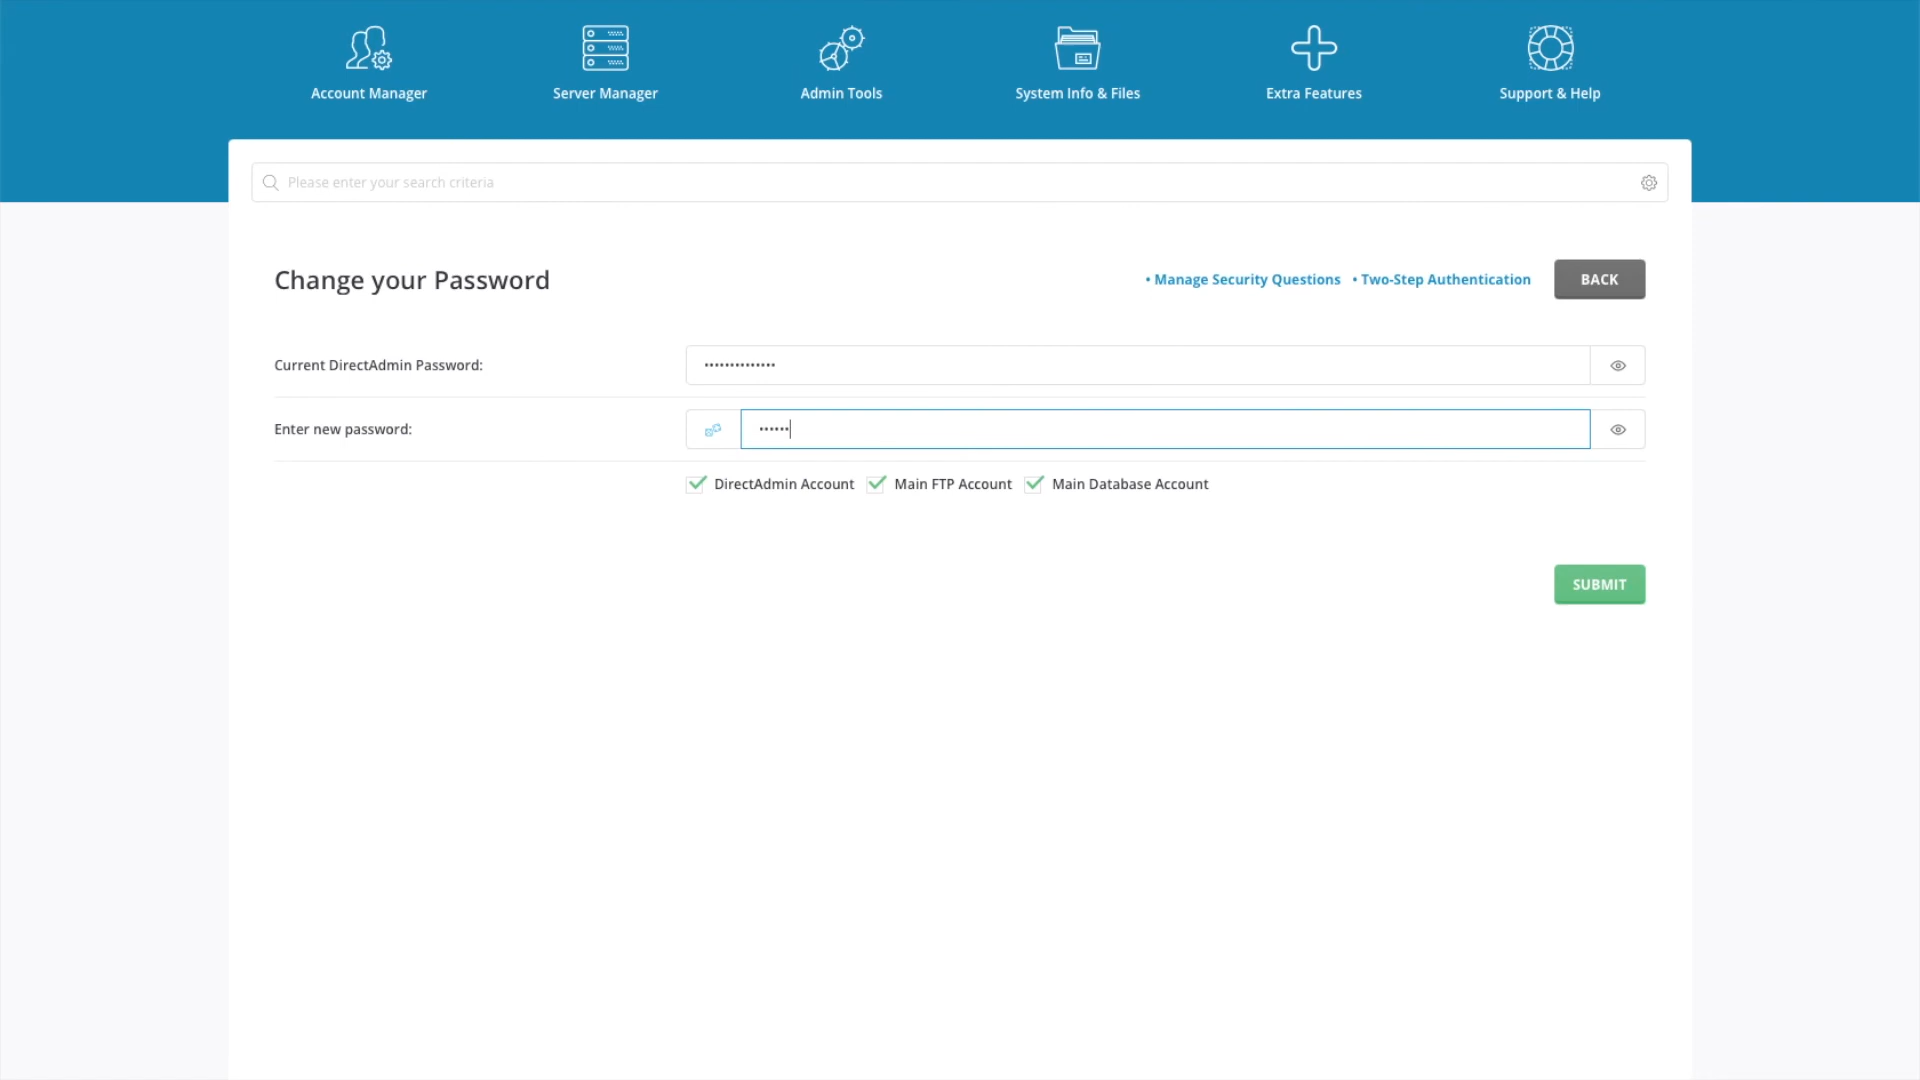 Account Manager
Server Manager
Admin Tools
System Info & Files
Extra Features
Support & Help
Please enter your search criteria
Change your Password
• Manage Security Questions
• Two-Step Authentication
BACK
Current DirectAdmin Password:
••••••••••••••
Enter new password:
••••••
DirectAdmin Account
Main FTP Account
Main Database Account
SUBMIT